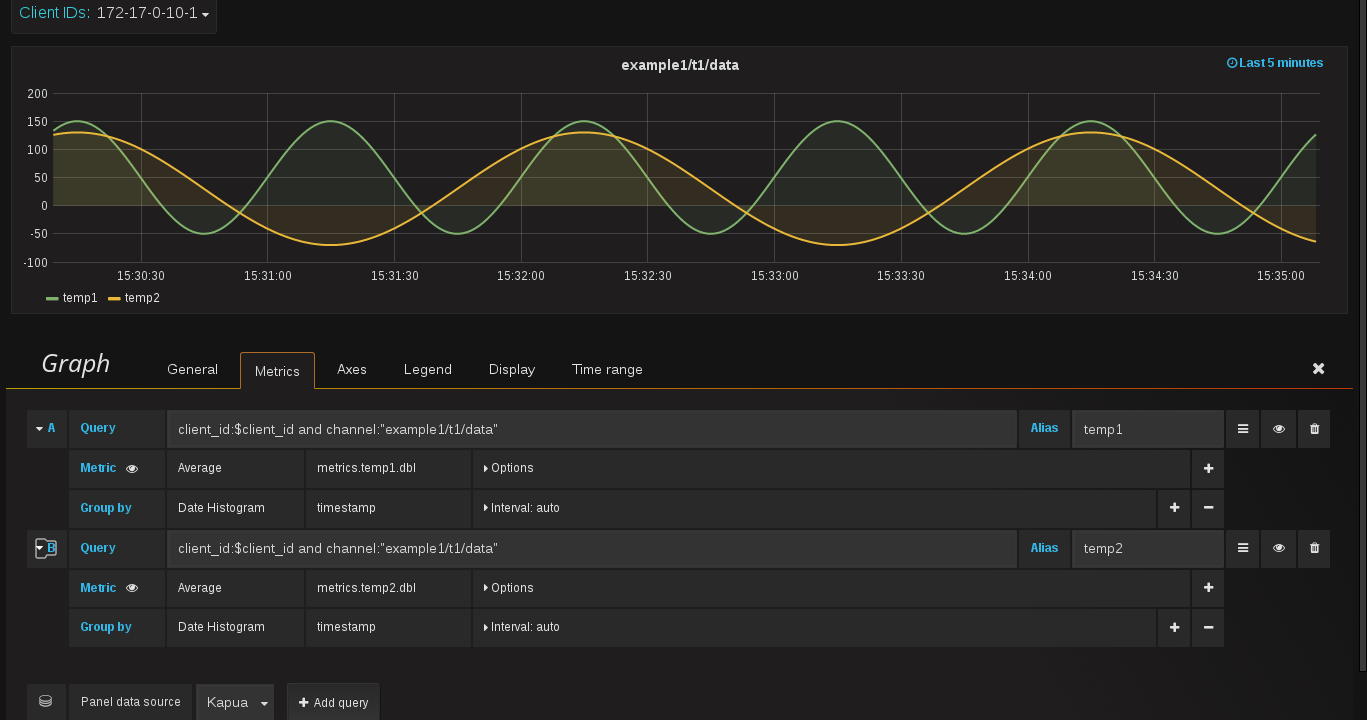 Client IDs: 172-17-0-10-1
example1/t1/data
Last 5 minutes
200
150
100
50
0
-50
-100
15:30:30 15:31:00 15:31:30 15:32:00 15:32:30 15:33:00 15:33:30 15:34:00 15:34:30 15:35:00
temp1 temp2
Graph General Metrics Axes Legend Display Time range
A Query client_id:$client_id and channel:"example1/t1/data" Alias temp1
Metric Average metrics.temp1.dbl Options
Group by Date Histogram timestamp Interval: auto
B Query client_id:$client_id and channel:"example1/t1/data" Alias temp2
Metric Average metrics.temp2.dbl Options
Group by Date Histogram timestamp Interval: auto
Panel data source Kapua Add query